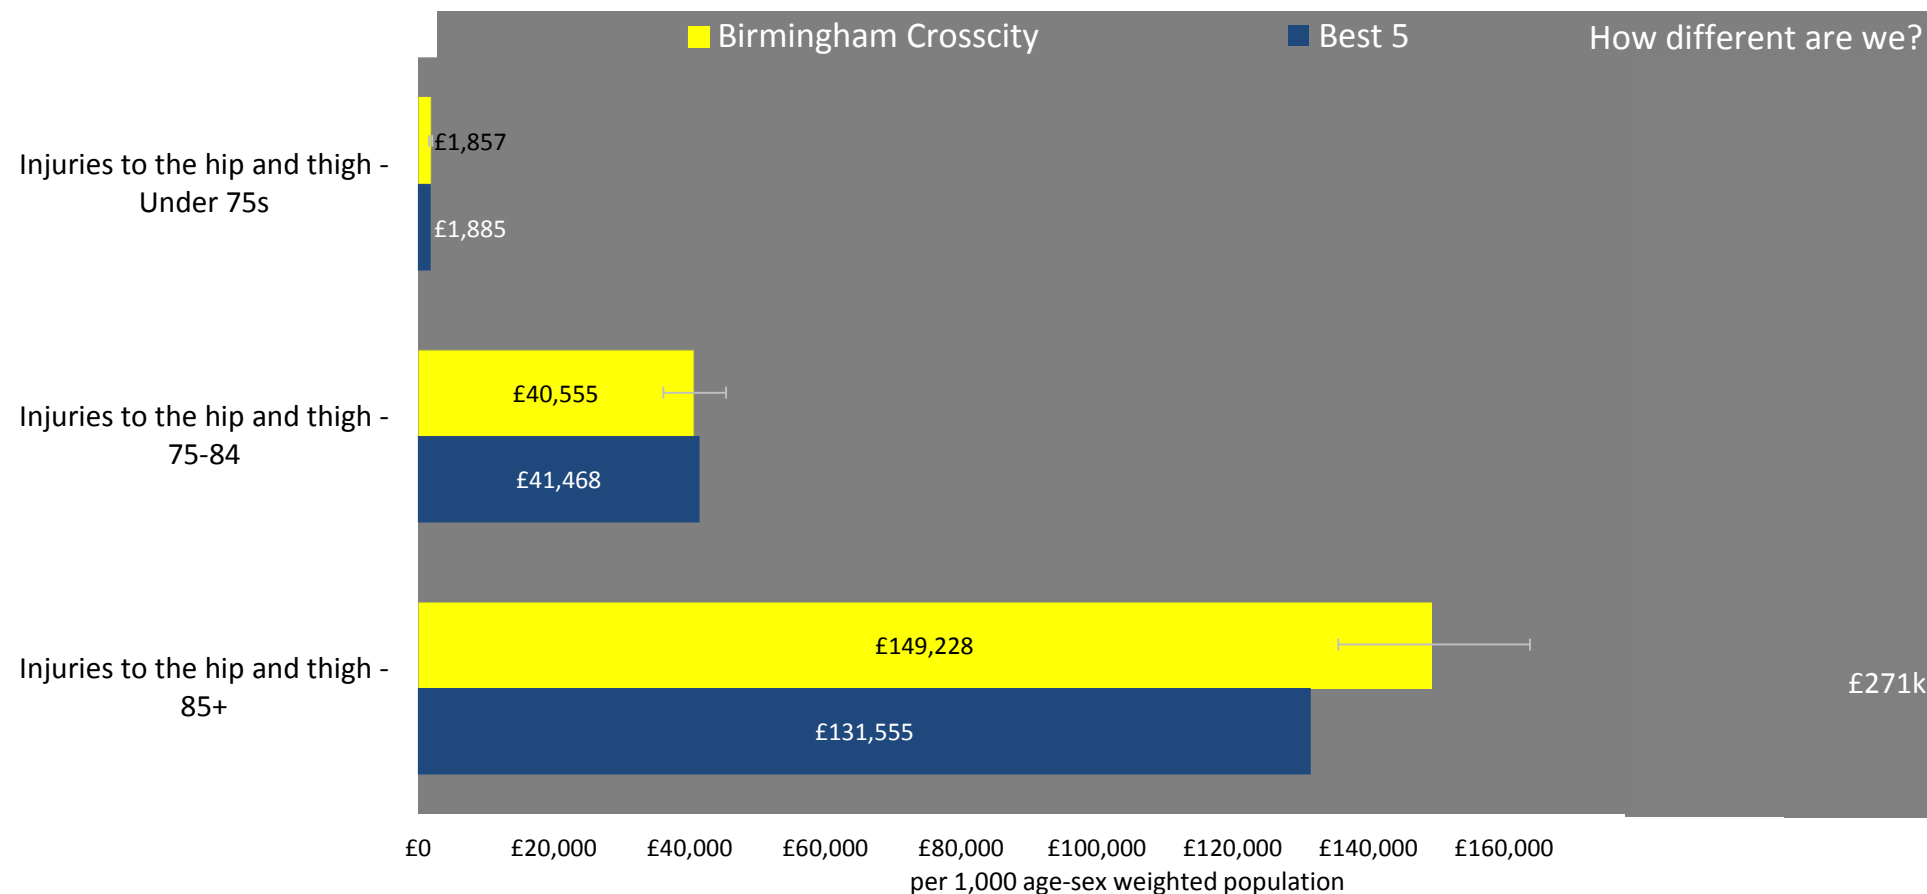 Birmingham Crosscity
Best 5
How different are we?
Injuries to the hip and thigh -
Under 75s
£1,857
£1,885
Injuries to the hip and thigh -
75-84
£40,555
£41,468
Injuries to the hip and thigh -
85+
£149,228
£131,555
£271k
£0 £20,000 £40,000 £60,000 £80,000 £100,000 £120,000 £140,000 £160,000
per 1,000 age-sex weighted population